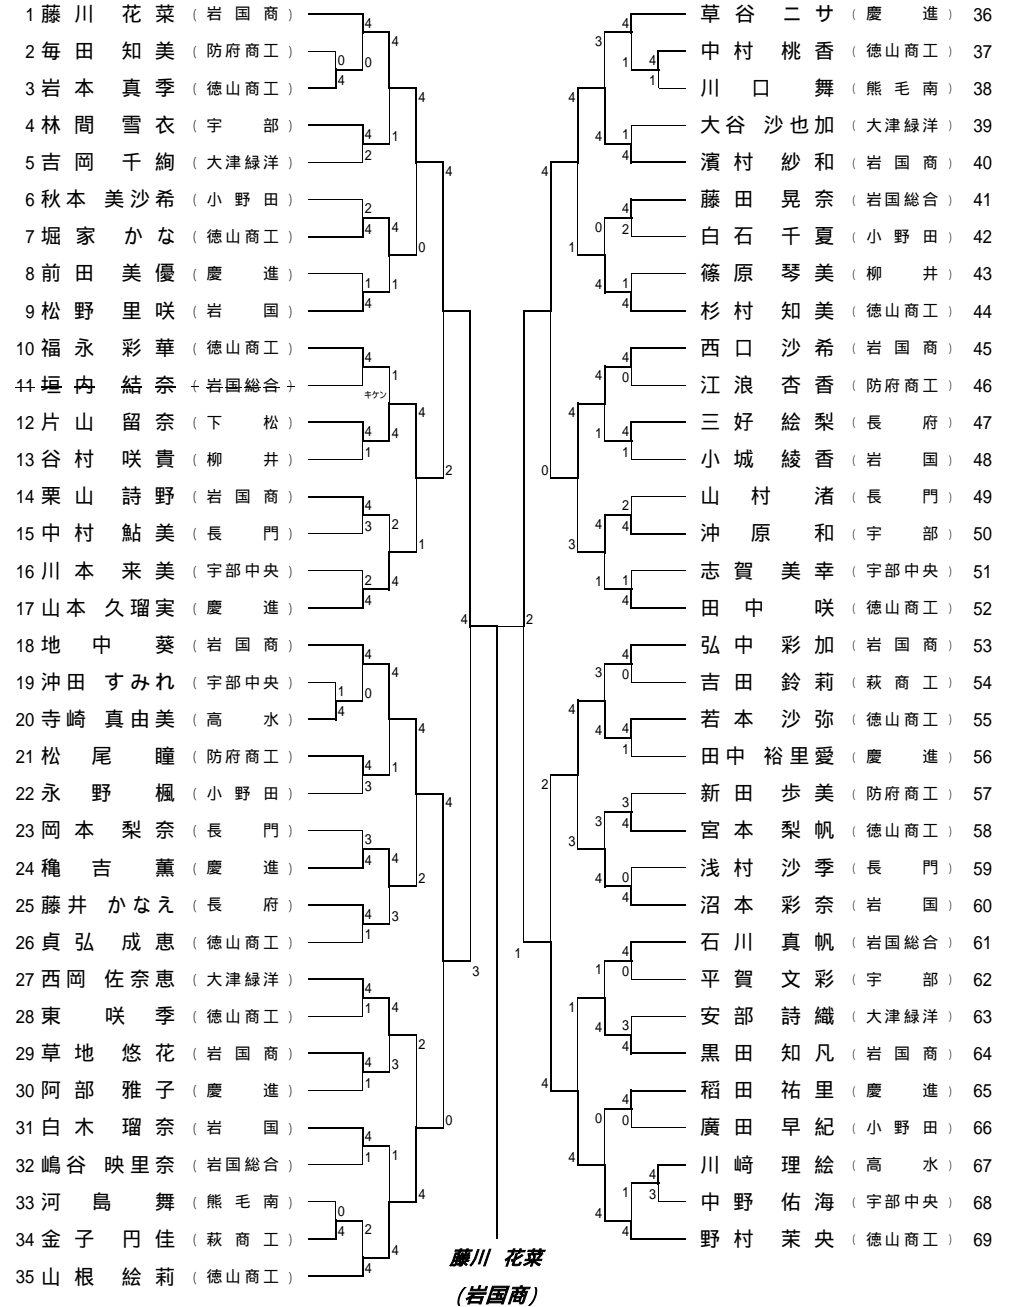 1 藤川 花菜 (岩国商)
2 毎田 知美 (防府商工)
3 岩本 真季 (徳山商工)
4 林間 雪衣 (宇部)
5 吉岡 千絢 (大津緑洋)
6 秋本 美沙希 (小野田)
7 堀家 かな (徳山商工)
8 前田 美優 (慶進)
9 松野 里咲 (岩国)
10 福永 彩華 (徳山商工)
11 垣内 結奈 (岩国総合)
キケン
12 片山 留奈 (下松)
13 谷村 咲貴 (柳井)
14 栗山 詩野 (岩国商)
15 中村 鮎美 (長門)
16 川本 来美 (宇部中央)
17 山本 久瑠実 (慶進)
18 地中 葵 (岩国商)
19 沖田 すみれ (宇部中央)
20 寺崎 真由美 (高水)
21 松尾 瞳 (防府商工)
22 永野 楓 (小野田)
23 岡本 梨奈 (長門)
24 穐吉 薫 (慶進)
25 藤井 かなえ (長府)
26 貞弘 成恵 (徳山商工)
27 西岡 佐奈恵 (大津緑洋)
28 東 咲季 (徳山商工)
29 草地 悠花 (岩国商)
30 阿部 雅子 (慶進)
31 白木 瑠奈 (岩国)
32 嶋谷 映里奈 (岩国総合)
33 河島 舞 (熊毛南)
34 金子 円佳 (萩商工)
35 山根 絵莉 (徳山商工)
草谷 ニサ (慶進) 36
中村 桃香 (徳山商工) 37
川口 舞 (熊毛南) 38
大谷 沙也加 (大津緑洋) 39
濱村 紗和 (岩国商) 40
藤田 晃奈 (岩国総合) 41
白石 千夏 (小野田) 42
篠原 琴美 (柳井) 43
杉村 知美 (徳山商工) 44
西口 沙希 (岩国商) 45
江浪 杏香 (防府商工) 46
三好 絵梨 (長府) 47
小城 綾香 (岩国) 48
山村 渚 (長門) 49
沖原 和 (宇部) 50
志賀 美幸 (宇部中央) 51
田中 咲 (徳山商工) 52
弘中 彩加 (岩国商) 53
吉田 鈴莉 (萩商工) 54
若本 沙弥 (徳山商工) 55
田中 裕里愛 (慶進) 56
新田 歩美 (防府商工) 57
宮本 梨帆 (徳山商工) 58
浅村 沙季 (長門) 59
沼本 彩奈 (岩国) 60
石川 真帆 (岩国総合) 61
平賀 文彩 (宇部) 62
安部 詩織 (大津緑洋) 63
黒田 知凡 (岩国商) 64
稲田 祐里 (慶進) 65
廣田 早紀 (小野田) 66
川﨑 理絵 (高水) 67
中野 佑海 (宇部中央) 68
野村 茉央 (徳山商工) 69
藤川 花菜
(岩国商)